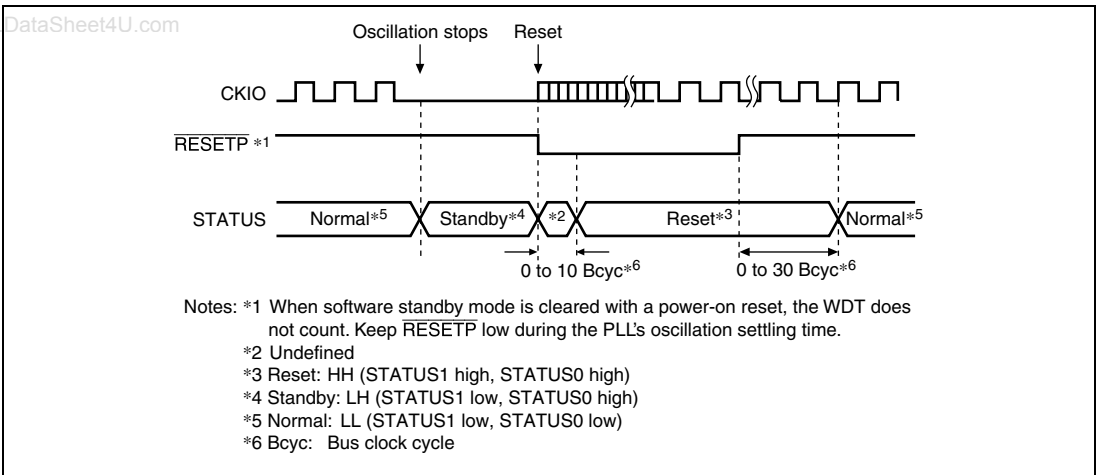 DataSheet4U.com
Oscillation stops Reset
CKIO
RESETP *1
STATUS Normal*5 Standby*4 *2 Reset*3 Normal*5
0 to 10 Bcyc*6 0 to 30 Bcyc*6
Notes: *1 When software standby mode is cleared with a power-on reset, the WDT does
not count. Keep RESETP low during the PLL's oscillation settling time.
*2 Undefined
*3 Reset: HH (STATUS1 high, STATUS0 high)
*4 Standby: LH (STATUS1 low, STATUS0 high)
*5 Normal: LL (STATUS1 low, STATUS0 low)
*6 Bcyc: Bus clock cycle